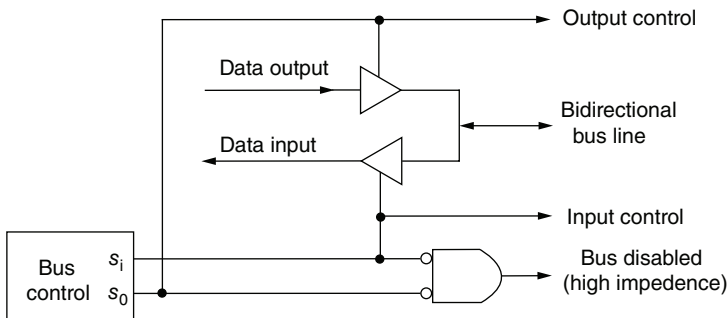 Output control
Data output
Bidirectional
bus line
Data input
Input control
Bus
control
si
s0
Bus disabled
(high impedence)